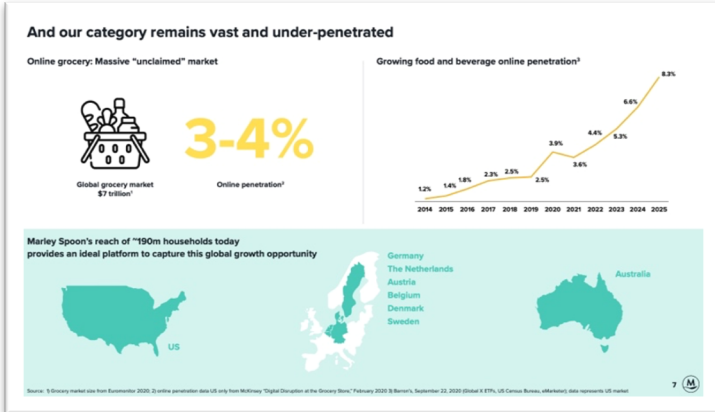 And our category remains vast and under-penetrated
Online grocery: Massive “unclaimed” market
Global grocery market
$7 trillion¹
3-4%
Online penetration²
Growing food and beverage online penetration³
1.2%
1.4%
1.8%
2.3%
2.5%
2.5%
3.9%
3.6%
4.4%
5.3%
6.6%
8.3%
2014 2015 2016 2017 2018 2019 2020 2021 2022 2023 2024 2025
Marley Spoon’s reach of ~190m households today
provides an ideal platform to capture this global growth opportunity
US
Germany
The Netherlands
Austria
Belgium
Denmark
Sweden
Australia
Source: 1) Grocery market size from Euromonitor 2020; 2) online penetration data US only from McKinsey "Digital Disruption at the Grocery Store," February 2020 3) Barron's, September 22, 2020 (Global X ETFs, US Census Bureau, eMarketer); data represents US market
7
M